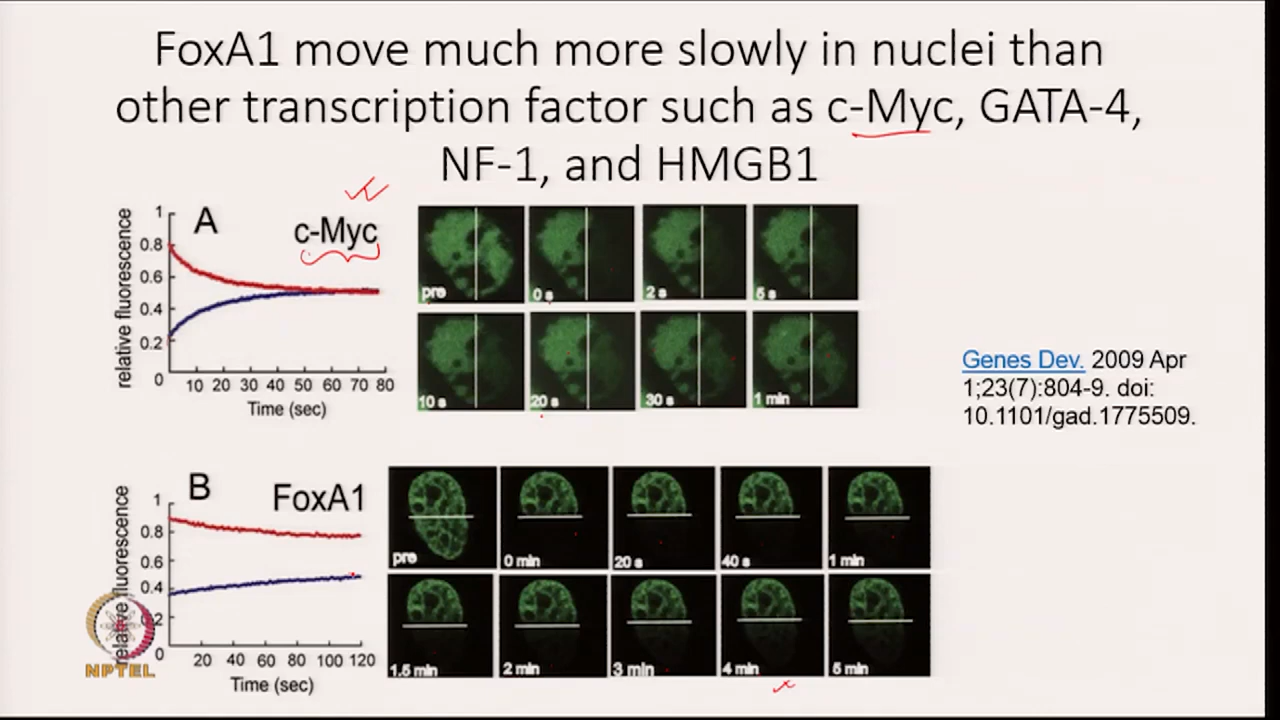 FoxA1 move much more slowly in nuclei than
other transcription factor such as c-Myc, GATA-4,
NF-1, and HMGB1
A
c-Myc
relative fluorescence
1
0.8
0.6
0.4
0.2
0
10 20 30 40 50 60 70 80
Time (sec)
pre
0 s
2 s
5 s
10 s
20 s
30 s
1 min
Genes Dev. 2009 Apr
1;23(7):804-9. doi:
10.1101/gad.1775509.
B
FoxA1
relative fluorescence
1
0.8
0.6
0.4
0.2
0
20 40 60 80 100 120
Time (sec)
pre
0 min
20 s
40 s
1 min
1.5 min
2 min
3 min
4 min
5 min
NPTEL